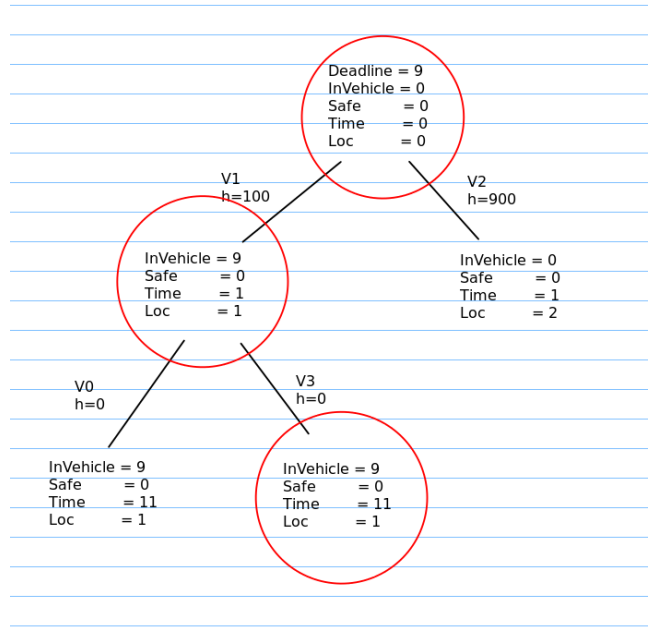 Deadline = 9
InVehicle = 0
Safe = 0
Time = 0
Loc = 0
V1
h=100
V2
h=900
InVehicle = 9
Safe = 0
Time = 1
Loc = 1
InVehicle = 0
Safe = 0
Time = 1
Loc = 2
V0
h=0
V3
h=0
InVehicle = 9
Safe = 0
Time = 11
Loc = 1
InVehicle = 9
Safe = 0
Time = 11
Loc = 1